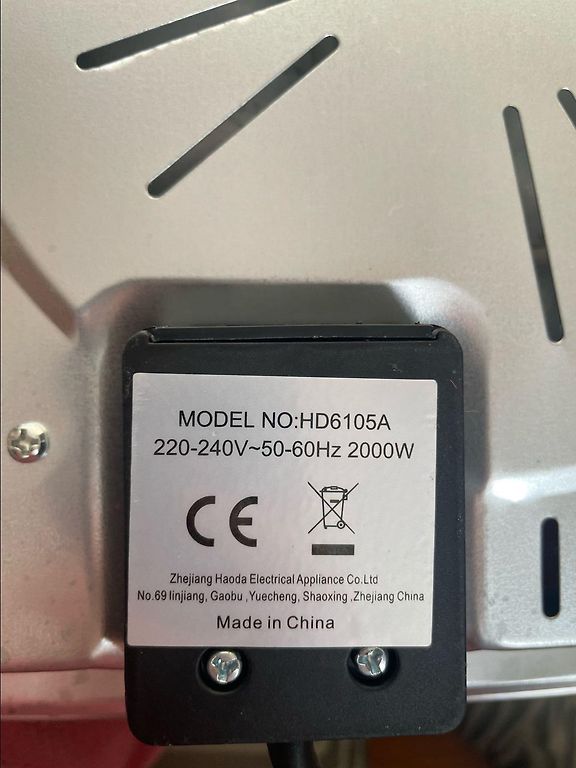 MODEL NO:HD6105A
220-240V~50-60Hz 2000W
CE
Zhejiang Haoda Electrical Appliance Co.Ltd
No.69 linjiang, Gaobu ,Yuecheng, Shaoxing ,Zhejiang China
Made in China